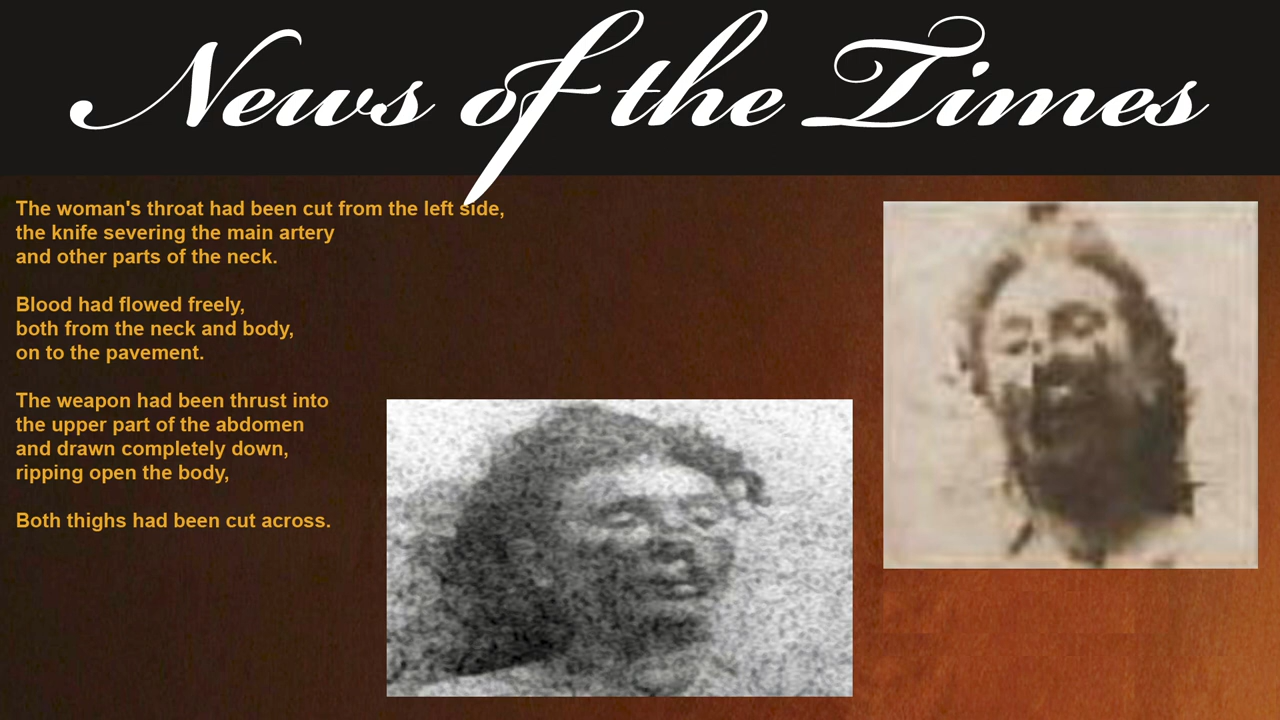 News of the Times
The woman's throat had been cut from the left side,
the knife severing the main artery
and other parts of the neck.
Blood had flowed freely,
both from the neck and body,
on to the pavement.
The weapon had been thrust into
the upper part of the abdomen
and drawn completely down,
ripping open the body,
Both thighs had been cut across.